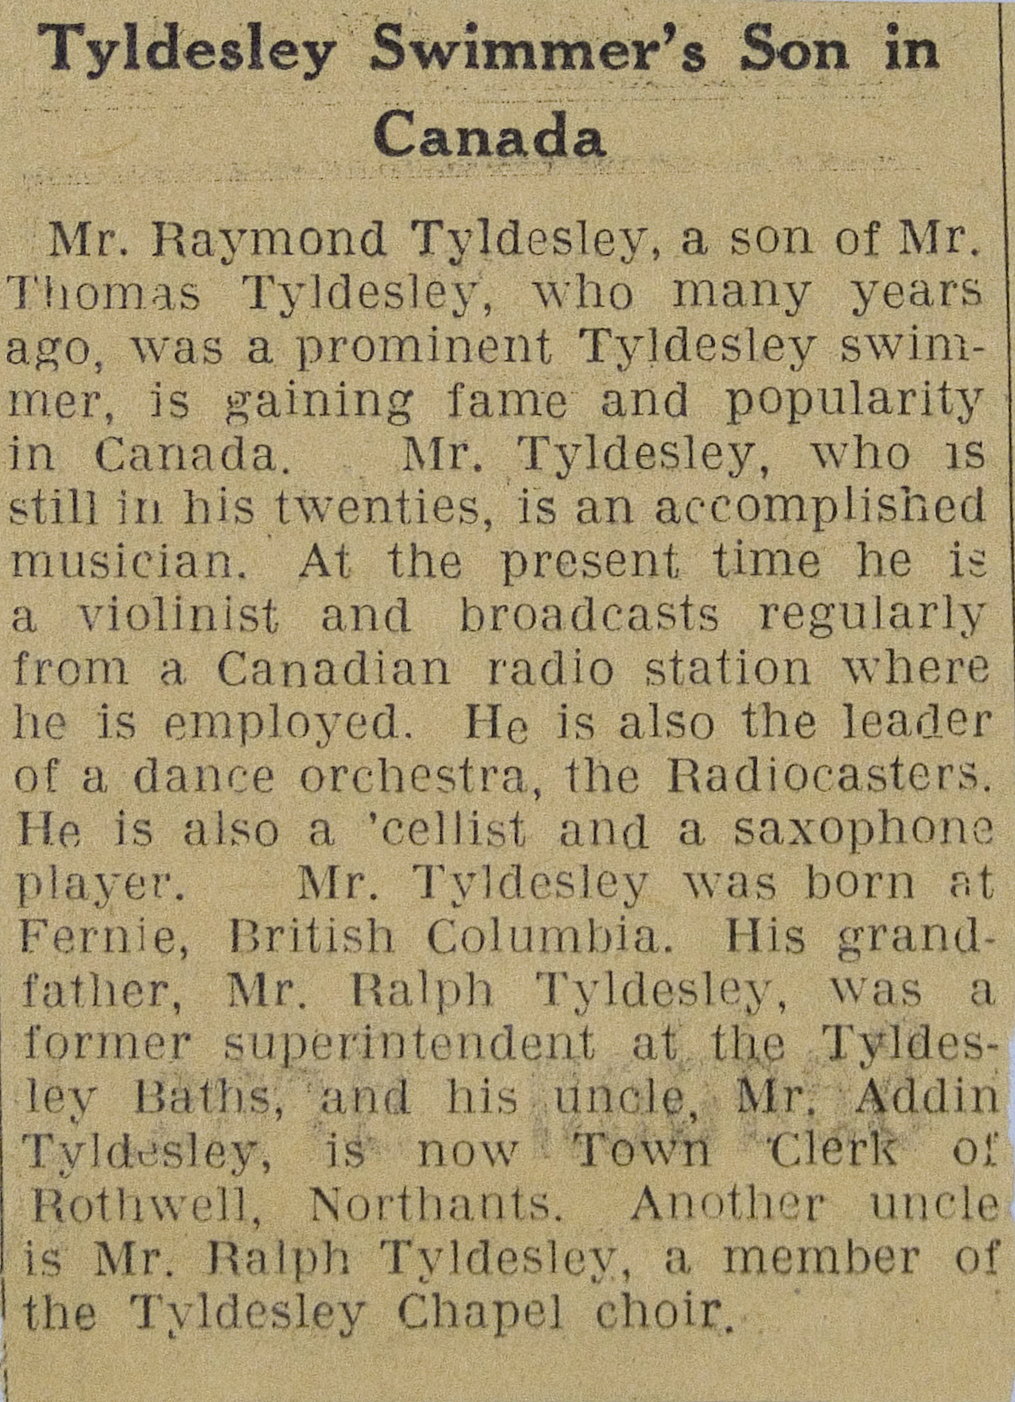 Tyldesley Swimmer's Son in
Canada
Mr. Raymond Tyldesley, a son of Mr.
Thomas Tyldesley, who many years
ago, was a prominent Tyldesley swim-
mer, is gaining fame and popularity
in Canada. Mr. Tyldesley, who is
still in his twenties, is an accomplished
musician. At the present time he is
a violinist and broadcasts regularly
from a Canadian radio station where
he is employed. He is also the leader
of a dance orchestra, the Radiocasters.
He is also a 'cellist and a saxophone
player. Mr. Tyldesley was born at
Fernie, British Columbia. His grand-
father, Mr. Ralph Tyldesley, was a
former superintendent at the Tyldes-
ley Baths, and his uncle, Mr. Addin
Tyldesley, is now Town Clerk of
Rothwell, Northants. Another uncle
is Mr. Ralph Tyldesley, a member of
the Tyldesley Chapel choir.